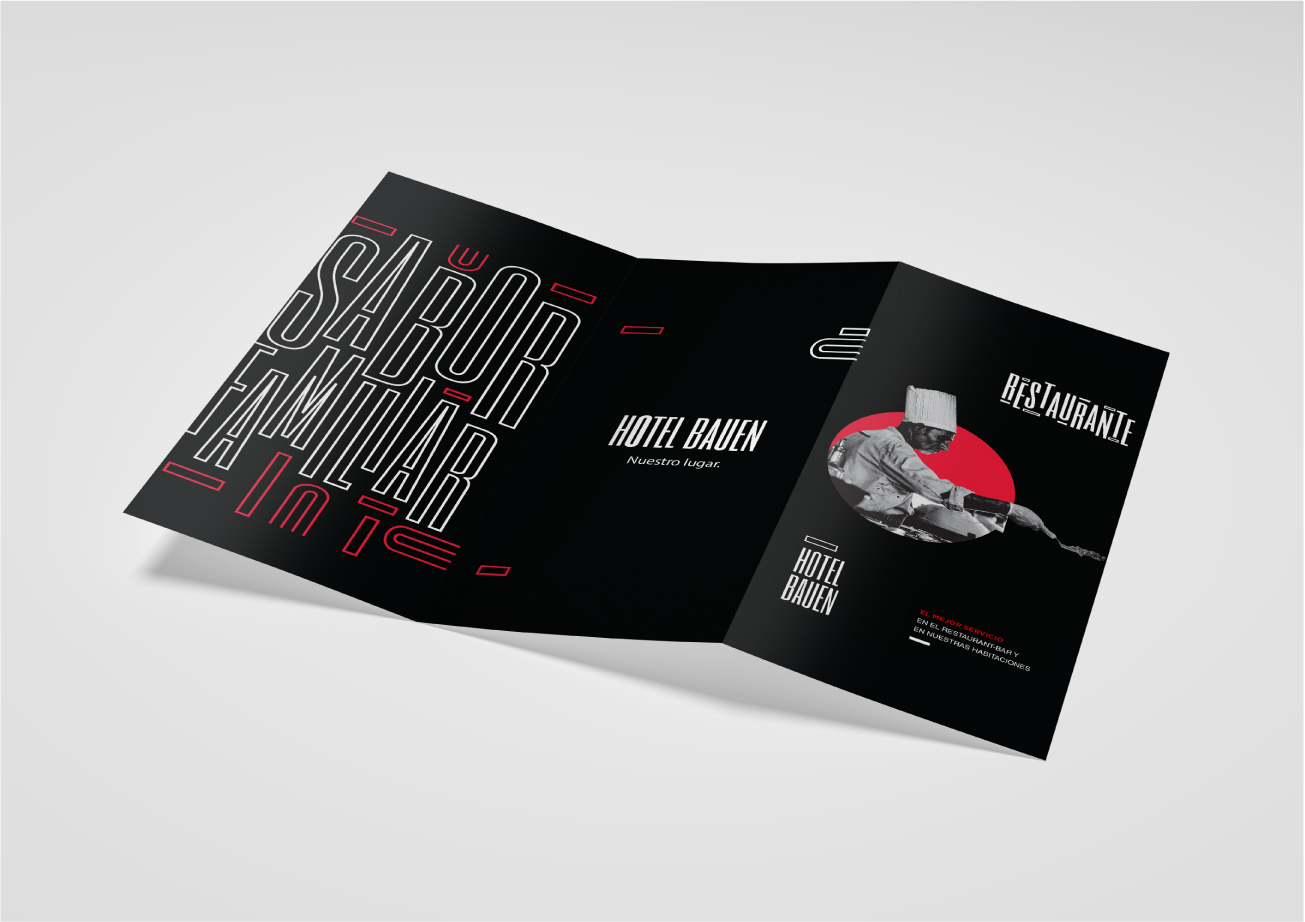 SABOR
FAMILIAR
HOTEL BAUEN
Nuestro lugar.
RESTAURANTE
HOTEL
BAUEN
EL MEJOR SERVICIO
EN EL RESTAURANT-BAR Y
EN NUESTRAS HABITACIONES